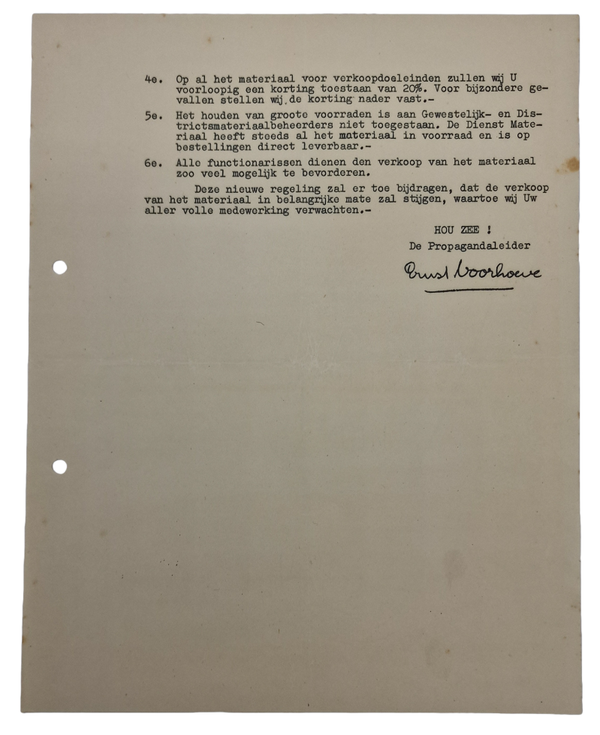 4e. Op al het materiaal voor verkoopdoeleinden zullen wij U
voorloopig een korting toestaan van 20%. Voor bijzondere ge-
vallen stellen wij de korting nader vast.-
5e. Het houden van groote voorraden is aan Gewestelijk- en Dis-
trictsmateriaalbeheerders niet toegestaan. De Dienst Mate-
riaal heeft steeds al het materiaal in voorraad en is op
bestellingen direct leverbaar.-
6e. Alle functionarissen dienen den verkoop van het materiaal
zoo veel mogelijk te bevorderen.
Deze nieuwe regeling zal er toe bijdragen, dat de verkoop
van het materiaal in belangrijke mate zal stijgen, waartoe wij Uw
aller volle medewerking verwachten.-
HOU ZEE !
De Propagandaleider
Ernst Voorhoeve